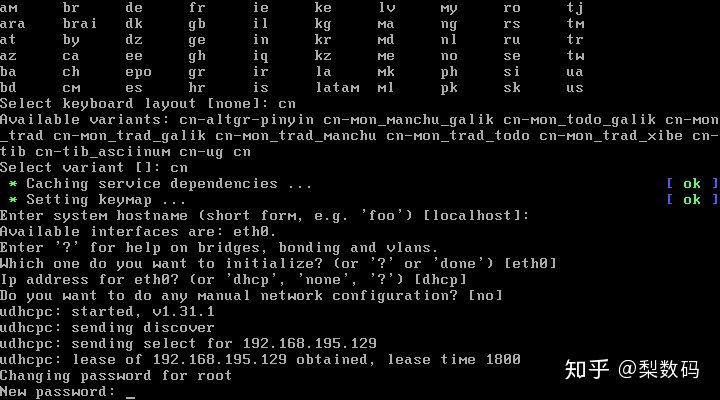 am br de fr ie ke lv my ro tj
ara brai dk gb il kg ma ng rs tm
at by dz ge in kr md nl ru tr
az ca ee gh iq kz me no se tw
ba ch epo gr ir la mk ph si ua
bd cm es hr is latam ml pk sk us
Select keyboard layout [none]: cn
Available variants: cn-altgr-pinyin cn-mon_manchu_galik cn-mon_todo_galik cn-mon
_trad cn-mon_trad_galik cn-mon_trad_manchu cn-mon_trad_todo cn-mon_trad_xibe cn-
tib cn-tib_asciinum cn-ug cn
Select variant []: cn
* Caching service dependencies ... [ ok ]
* Setting keymap ... [ ok ]
Enter system hostname (short form, e.g. 'foo') [localhost]:
Available interfaces are: eth0.
Enter '?' for help on bridges, bonding and vlans.
Which one do you want to initialize? (or '?' or 'done') [eth0]
Ip address for eth0? (or 'dhcp', 'none', '?') [dhcp]
Do you want to do any manual network configuration? [no]
udhcpc: started, v1.31.1
udhcpc: sending discover
udhcpc: sending select for 192.168.195.129
udhcpc: lease of 192.168.195.129 obtained, lease time 1800
Changing password for root
New password: _
知乎 @梨数码